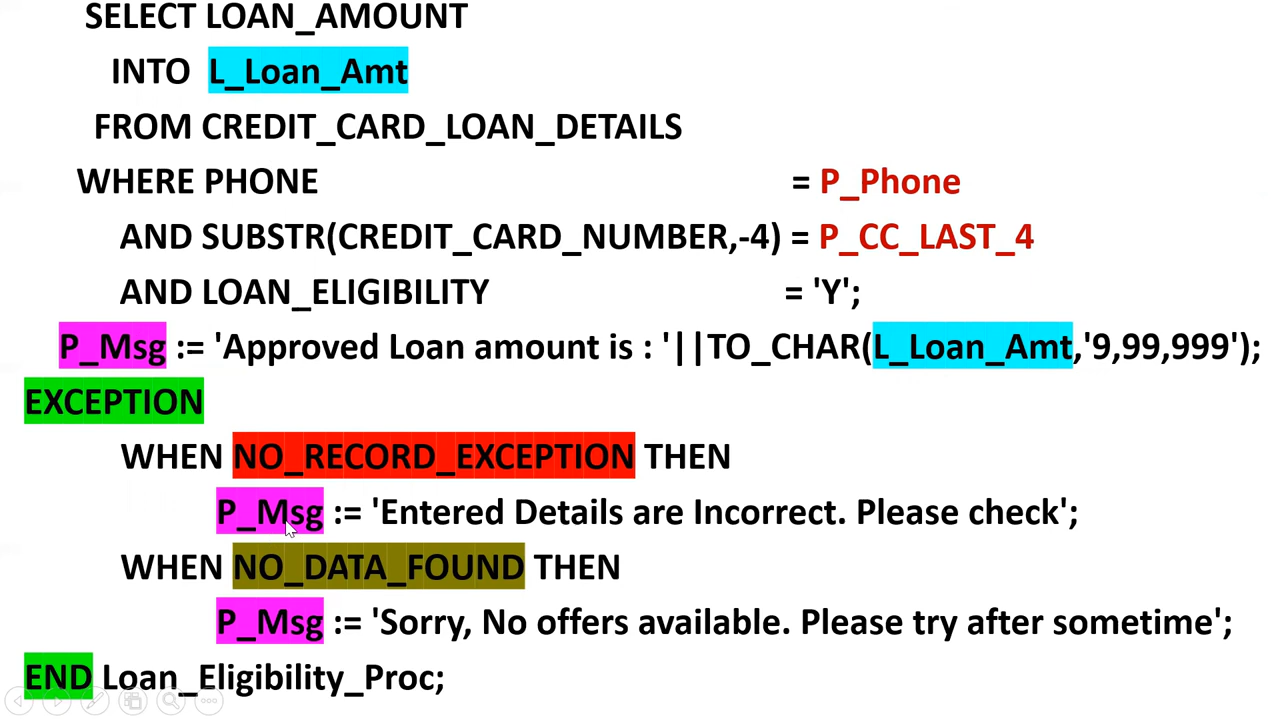 SELECT LOAN_AMOUNT
INTO L_Loan_Amt
FROM CREDIT_CARD_LOAN_DETAILS
WHERE PHONE = P_Phone
AND SUBSTR(CREDIT_CARD_NUMBER,-4) = P_CC_LAST_4
AND LOAN_ELIGIBILITY = 'Y';
P_Msg := 'Approved Loan amount is : '||TO_CHAR(L_Loan_Amt,'9,99,999');
EXCEPTION
WHEN NO_RECORD_EXCEPTION THEN
P_Msg := 'Entered Details are Incorrect. Please check';
WHEN NO_DATA_FOUND THEN
P_Msg := 'Sorry, No offers available. Please try after sometime';
END Loan_Eligibility_Proc;